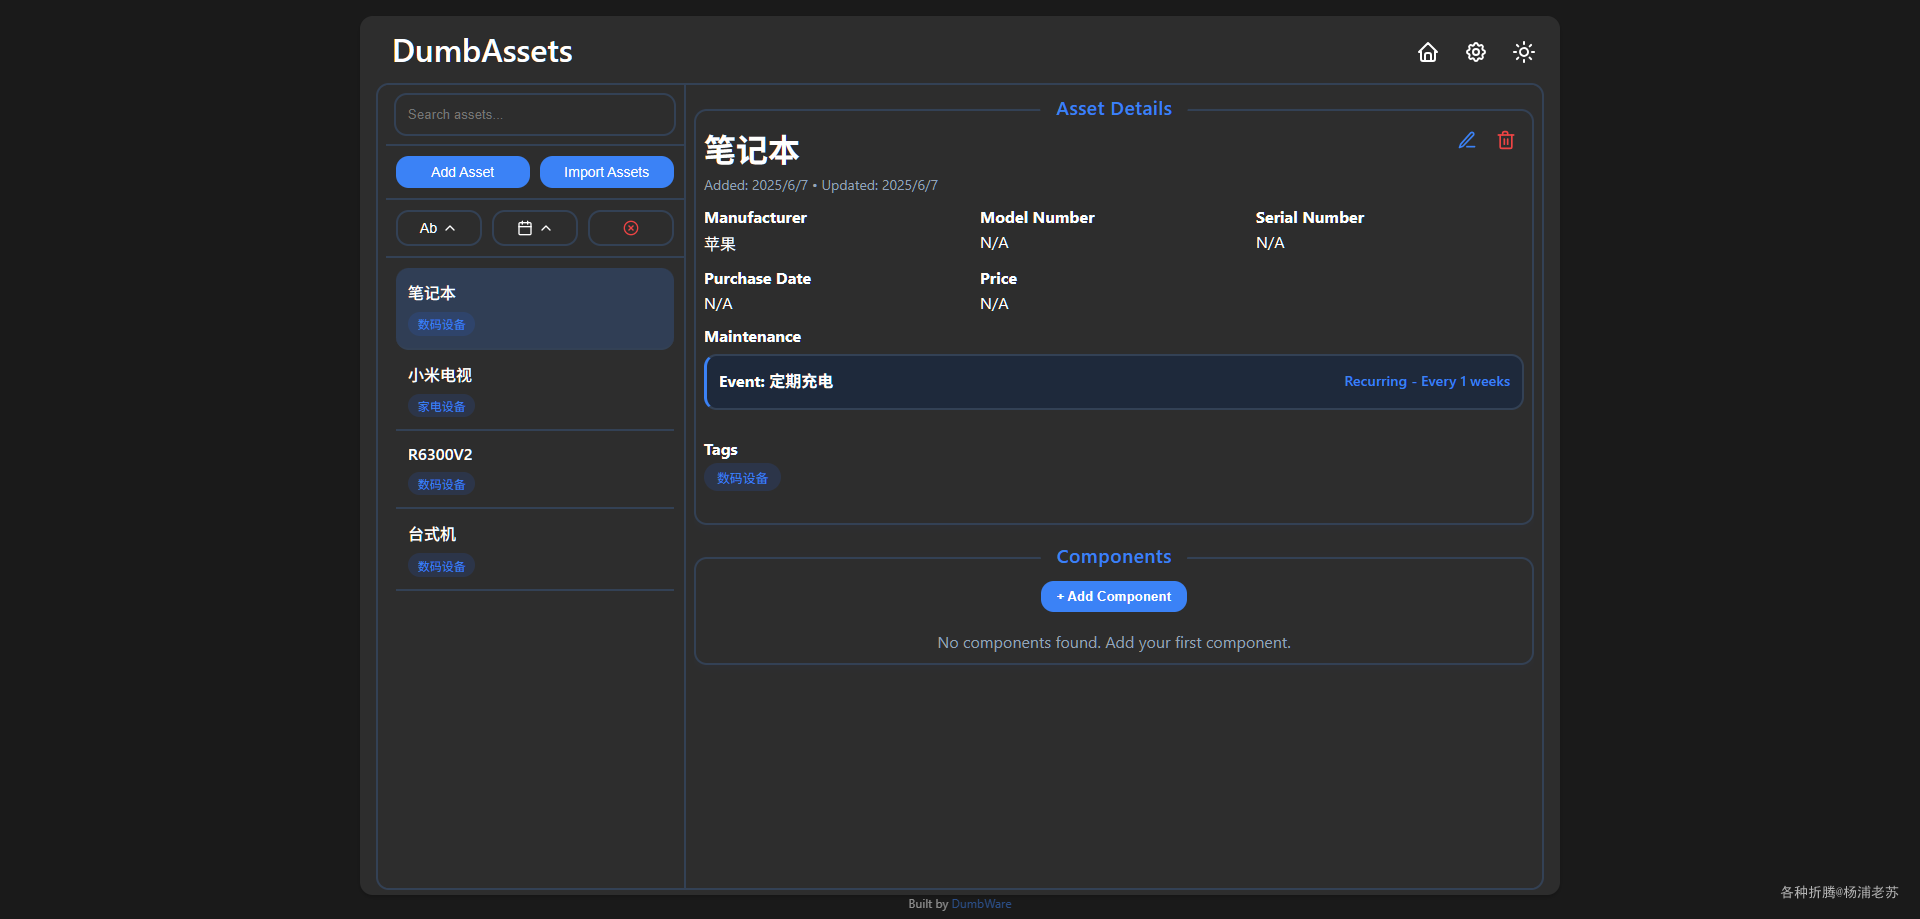 DumbAssets
Search assets...
Add Asset
Import Assets
Ab
笔记本
数码设备
小米电视
家电设备
R6300V2
数码设备
台式机
数码设备
Asset Details
笔记本
Added: 2025/6/7 • Updated: 2025/6/7
Manufacturer
苹果
Model Number
N/A
Serial Number
N/A
Purchase Date
N/A
Price
N/A
Maintenance
Event: 定期充电
Recurring - Every 1 weeks
Tags
数码设备
Components
+ Add Component
No components found. Add your first component.
Built by DumbWare
各种折腾@杨浦老苏